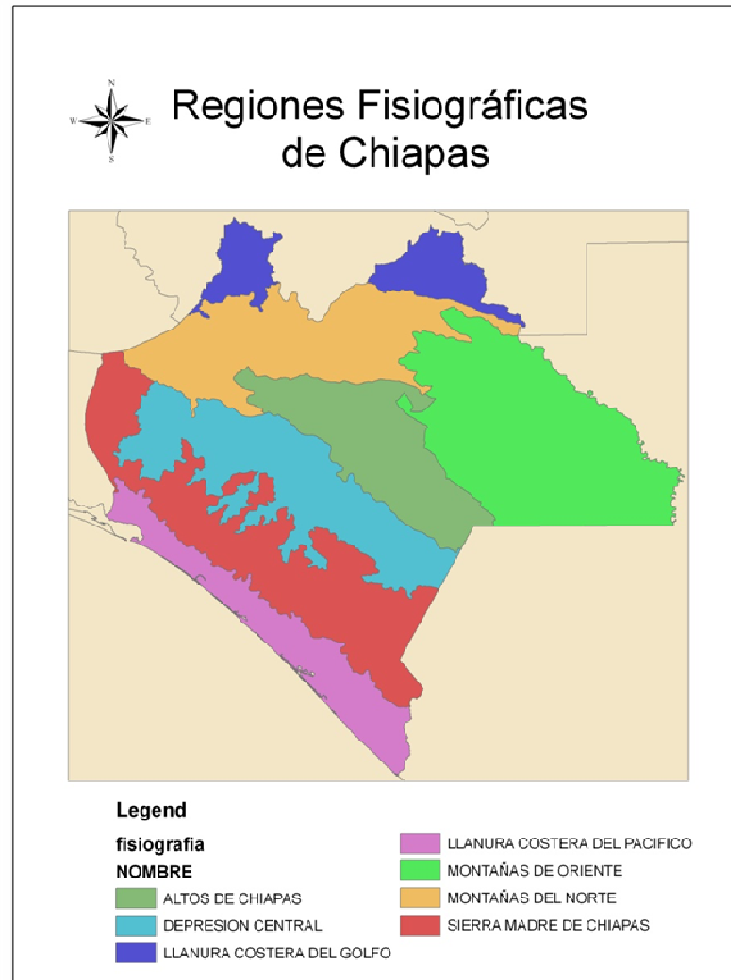 Regiones Fisiográficas
de Chiapas
N
W E
S
Legend
fisiografia
NOMBRE
ALTOS DE CHIAPAS
DEPRESION CENTRAL
LLANURA COSTERA DEL GOLFO
LLANURA COSTERA DEL PACIFICO
MONTAÑAS DE ORIENTE
MONTAÑAS DEL NORTE
SIERRA MADRE DE CHIAPAS